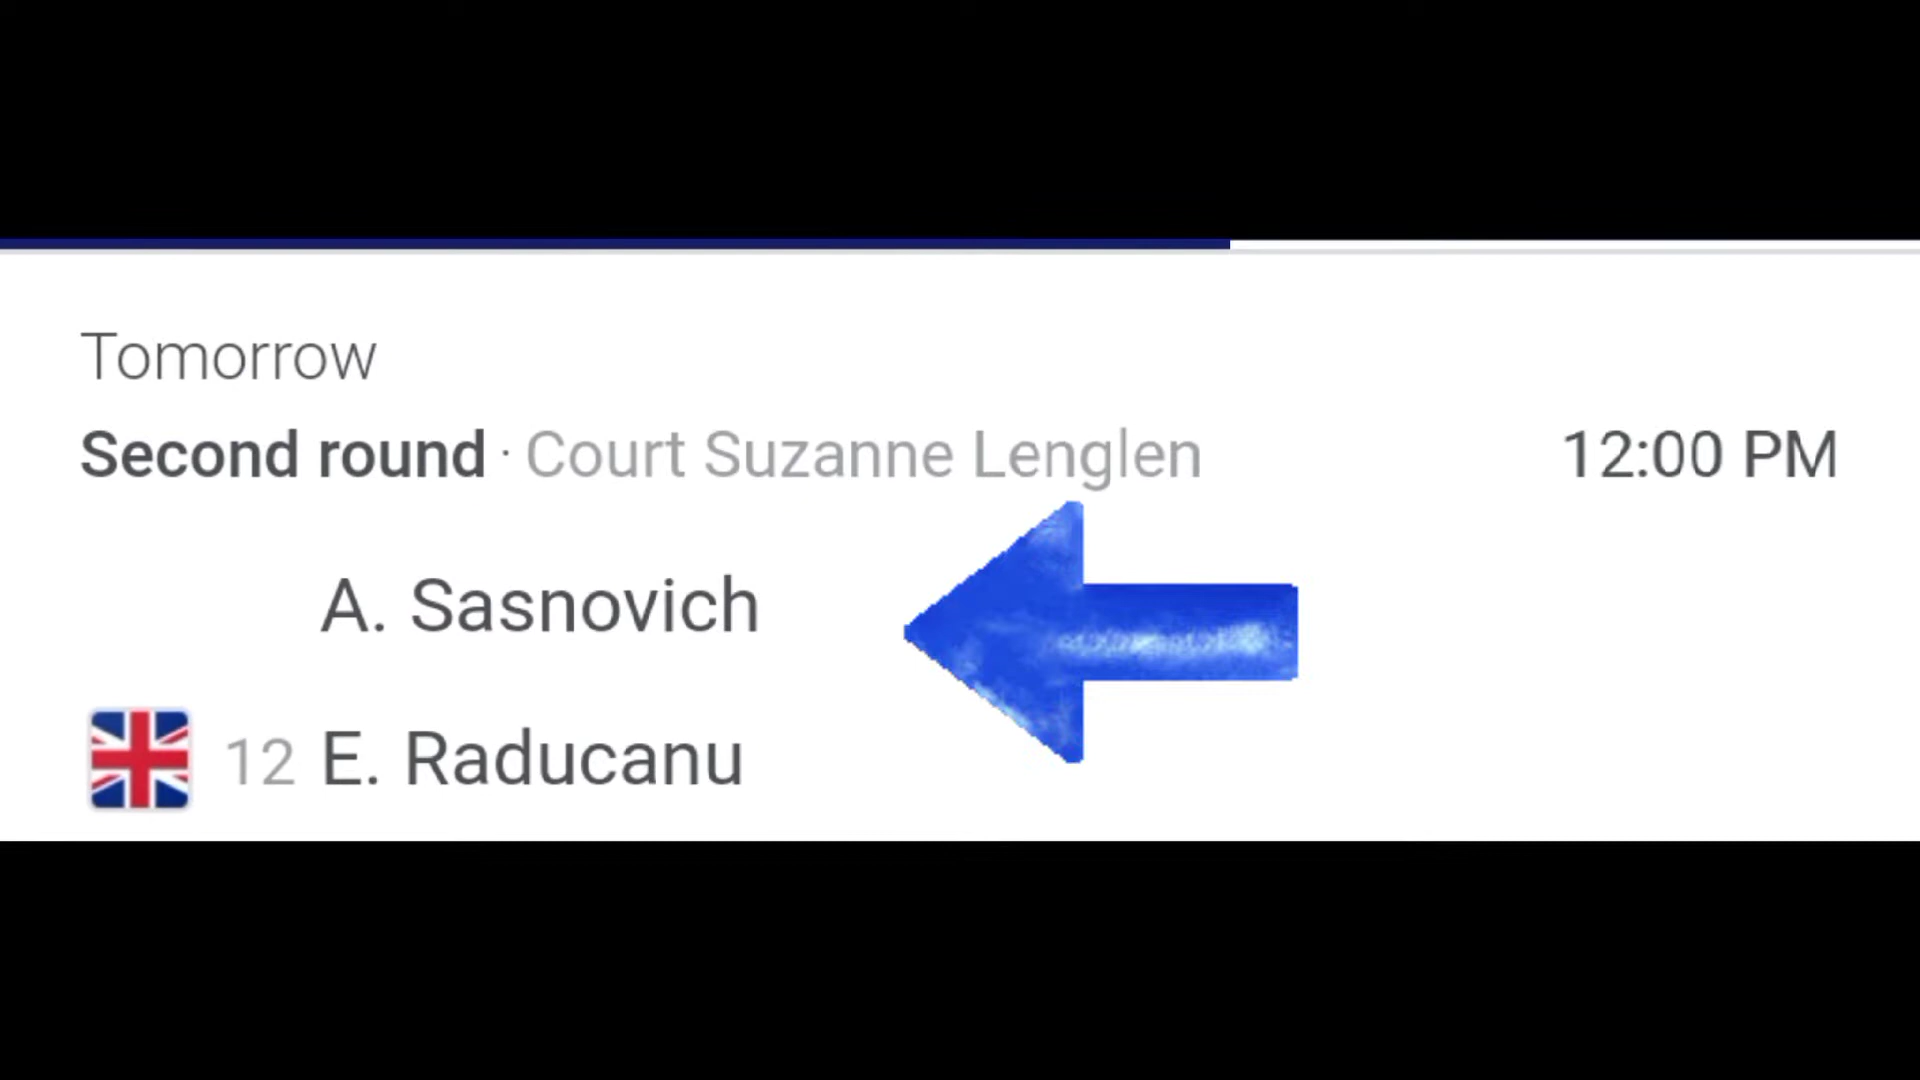 Tomorrow
Second round · Court Suzanne Lenglen 12:00 PM
A. Sasnovich
12 E. Raducanu